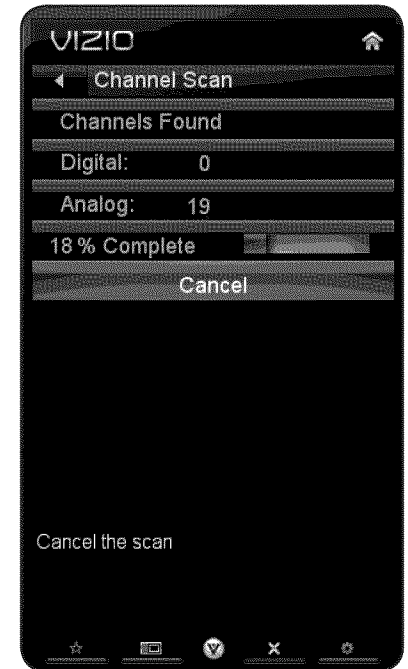 VIZIO
Channel Scan
Channels Found
Digital: 0
Analog: 19
18 % Complete
Cancel
Cancel the scan